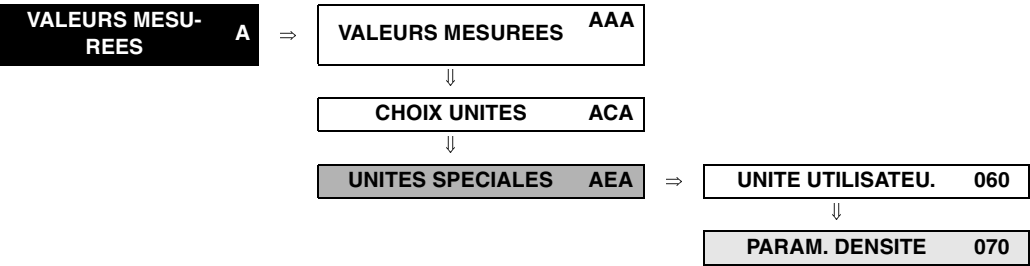 VALEURS MESU-
REES A ⇒ VALEURS MESUREES AAA
⇓
CHOIX UNITES ACA
⇓
UNITES SPECIALES AEA ⇒ UNITE UTILISATEU. 060
⇓
PARAM. DENSITE 070